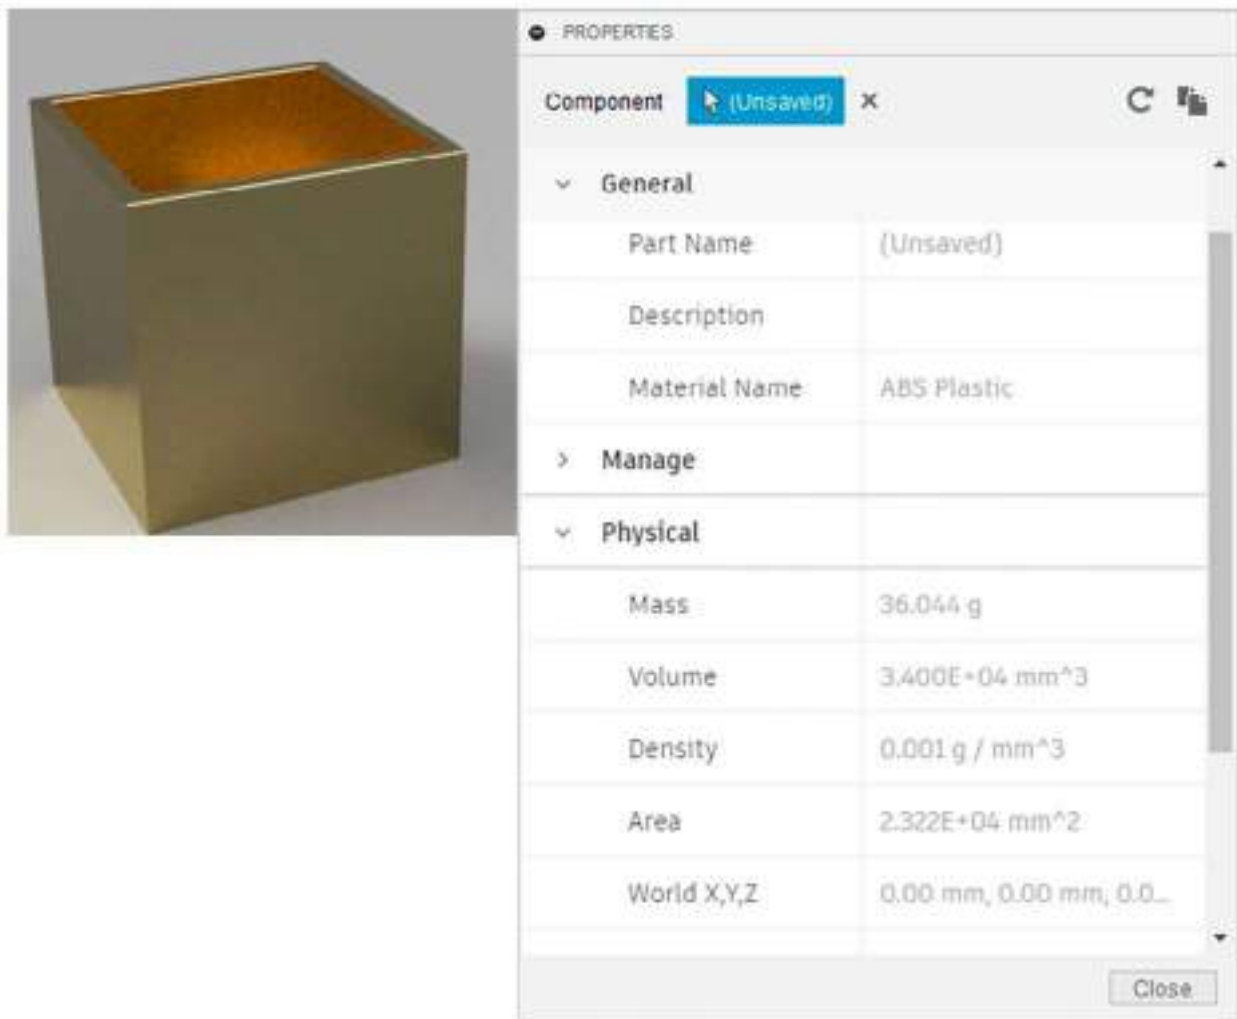 PROPERTIES
Component (Unsaved)
General
Part Name (Unsaved)
Description
Material Name ABS Plastic
Manage
Physical
Mass 36.044 g
Volume 3.400E+04 mm^3
Density 0.001 g / mm^3
Area 2.322E+04 mm^2
World X,Y,Z 0.00 mm, 0.00 mm, 0.0...
Close